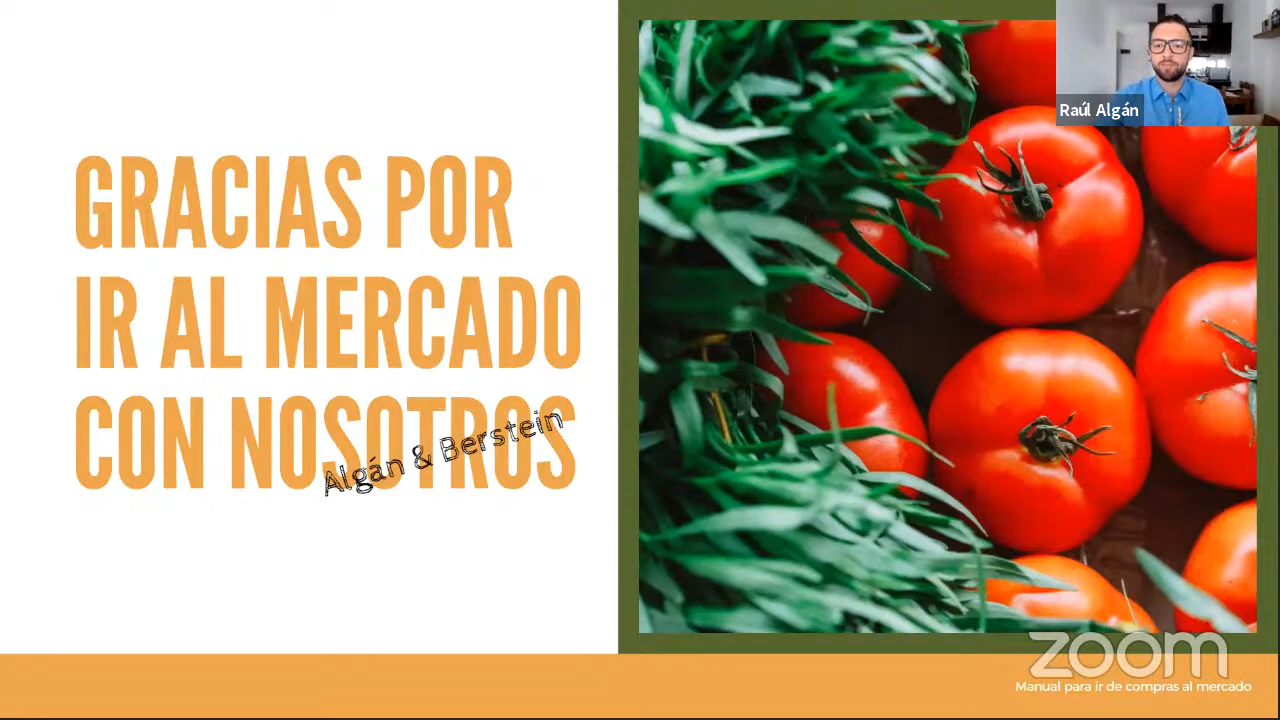 Raúl Algán
GRACIAS POR
IR AL MERCADO
CON NOSOTROS
Algán & Berstein
zoom
Manual para ir de compras al mercado